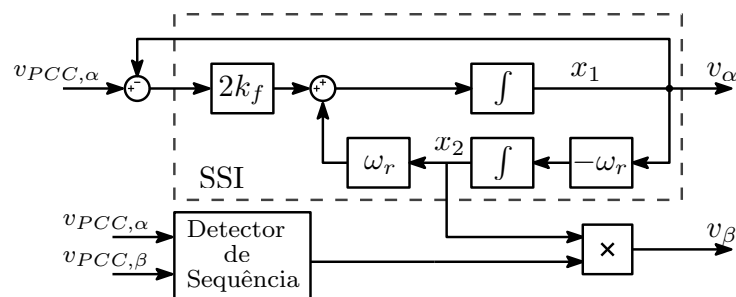 v_{PCC,α}
+
−
2k_f
+
+
∫
x_1
v_α
ω_r
x_2
∫
−ω_r
SSI
v_{PCC,α}
v_{PCC,β}
Detector
de
Sequência
×
v_β